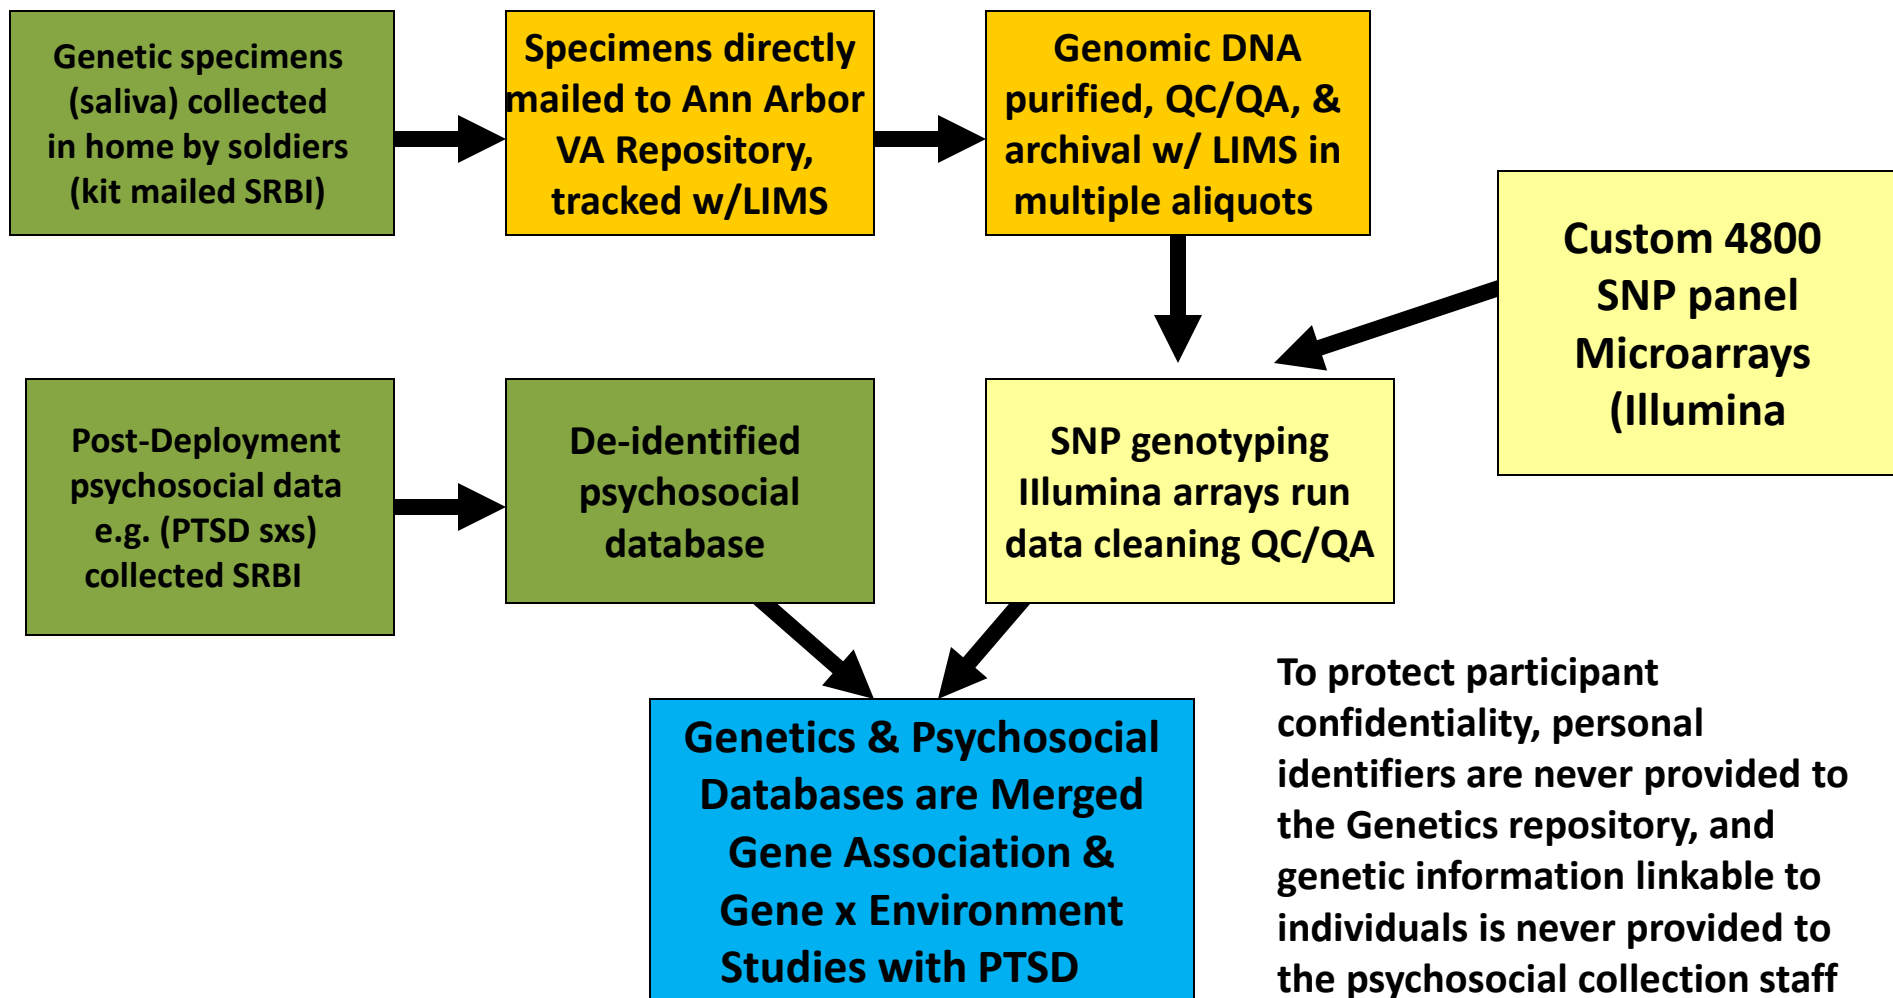 Genetic specimens
(saliva) collected
in home by soldiers
(kit mailed SRBI)
Specimens directly
mailed to Ann Arbor
VA Repository,
tracked w/LIMS
Genomic DNA
purified, QC/QA, &
archival w/ LIMS in
multiple aliquots
Custom 4800
SNP panel
Microarrays
(Illumina
Post-Deployment
psychosocial data
e.g. (PTSD sxs)
collected SRBI
De-identified
psychosocial
database
SNP genotyping
IIlumina arrays run
data cleaning QC/QA
Genetics & Psychosocial
Databases are Merged
Gene Association &
Gene x Environment
Studies with PTSD
To protect participant
confidentiality, personal
identifiers are never provided to
the Genetics repository, and
genetic information linkable to
individuals is never provided to
the psychosocial collection staff